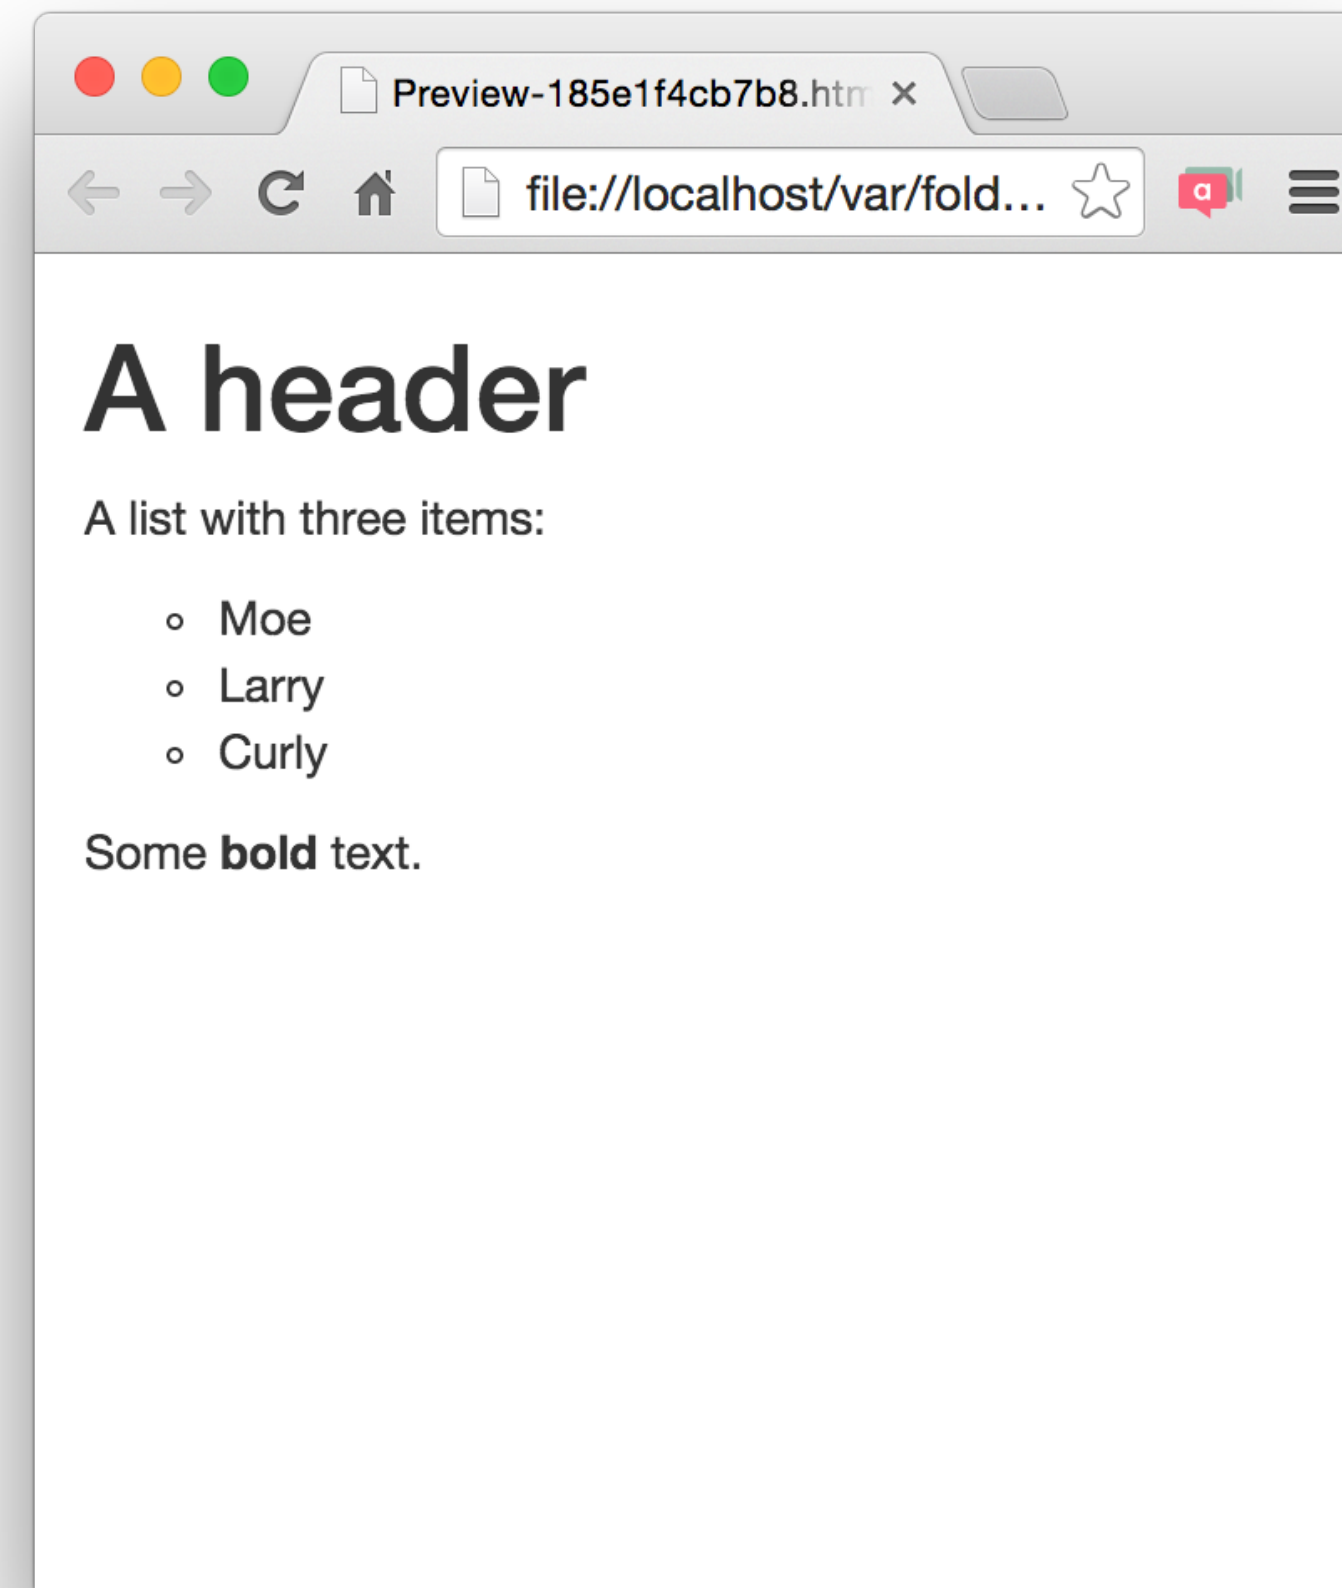 Preview-185e1f4cb7b8.htm
file://localhost/var/fold...
a
A header
A list with three items:
Moe
Larry
Curly
Some bold text.